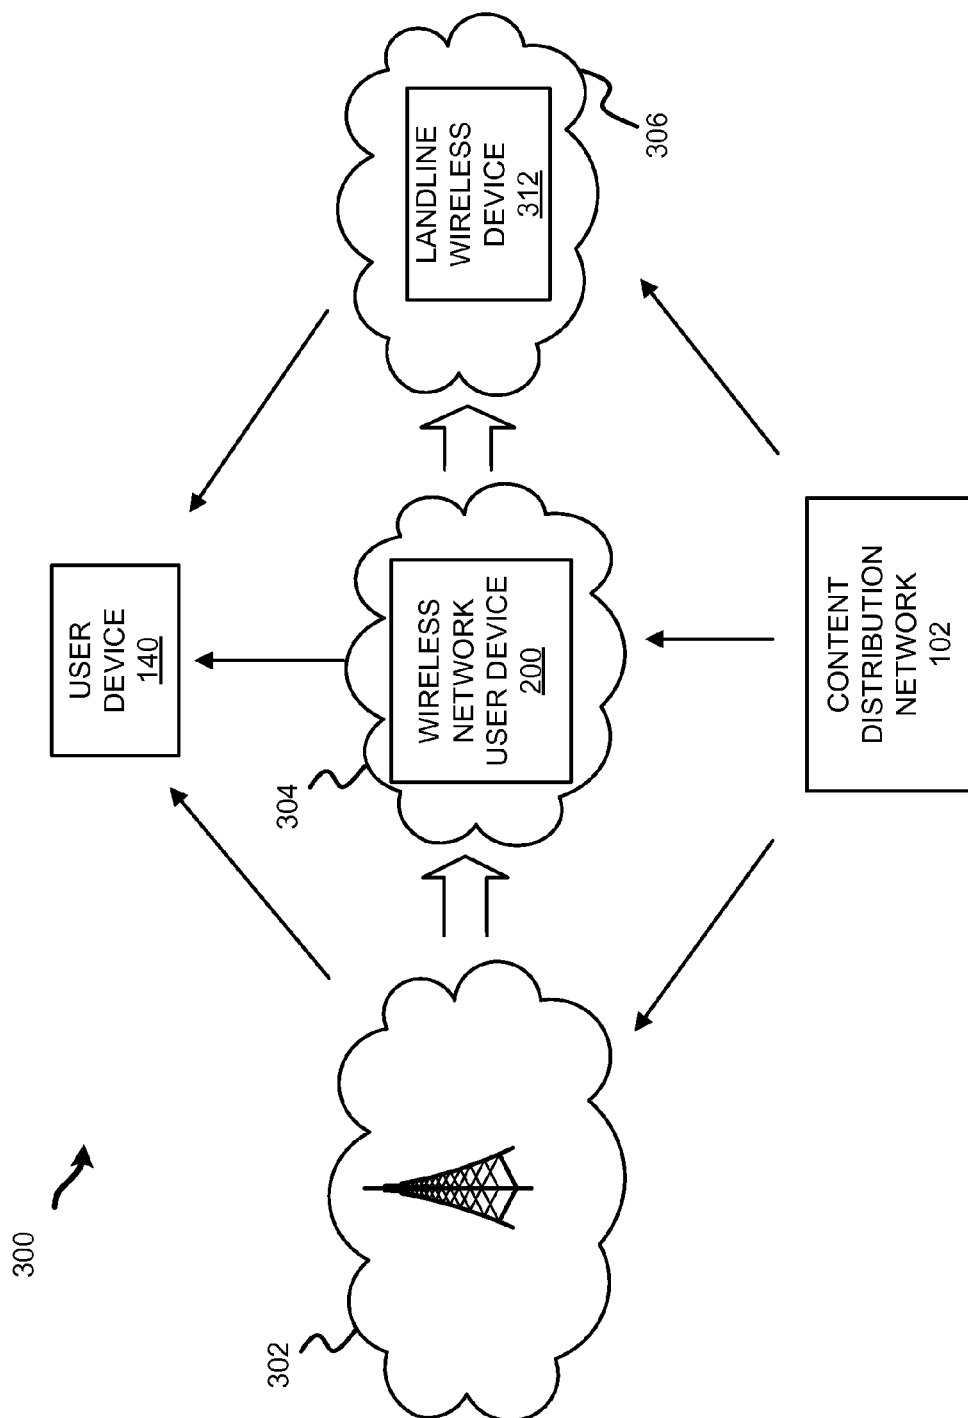 300
USER
DEVICE
140
302
304
WIRELESS
NETWORK
USER DEVICE
200
LANDLINE
WIRELESS
DEVICE
312
306
CONTENT
DISTRIBUTION
NETWORK
102